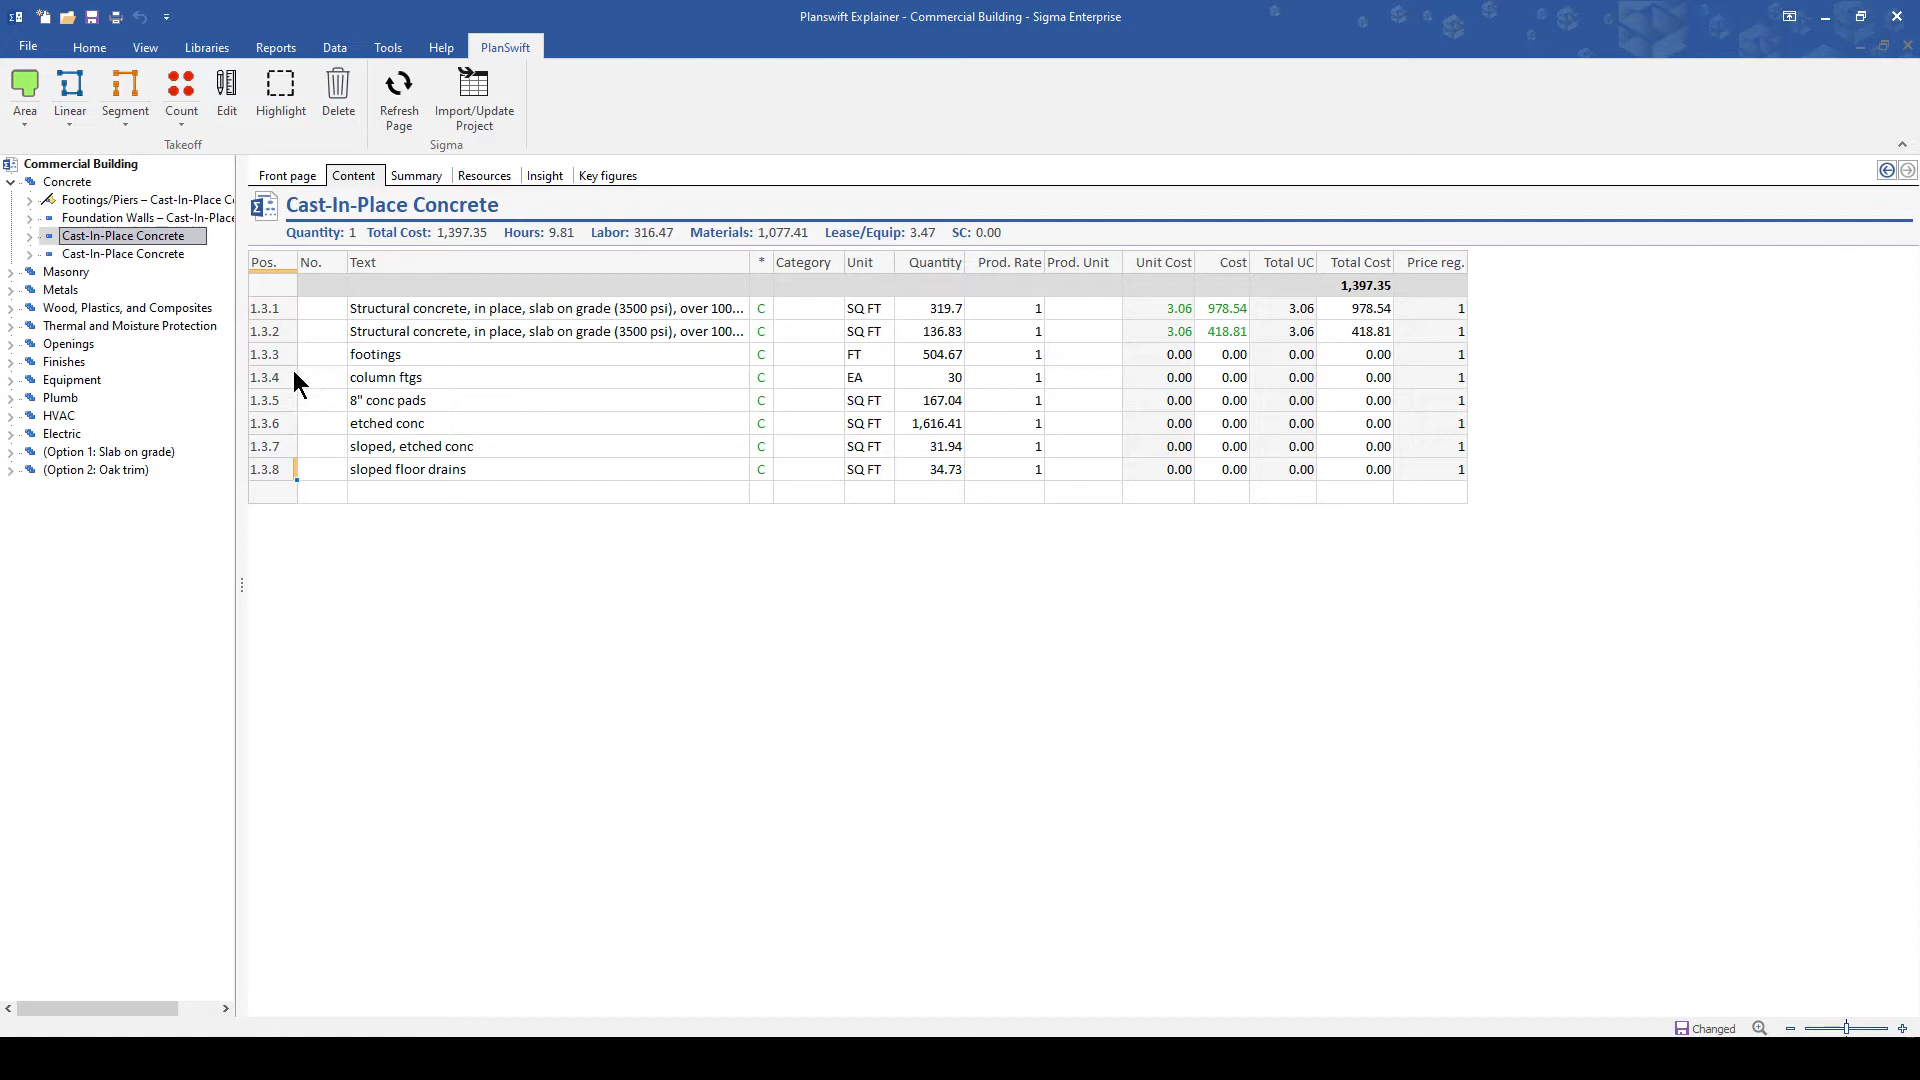 Planswift Explainer - Commercial Building - Sigma Enterprise
File Home View Libraries Reports Data Tools Help PlanSwift
Area Linear Segment Count Edit Highlight Delete Refresh Page Import/Update Project
Takeoff Sigma
Commercial Building
Concrete
Footings/Piers – Cast-In-Place C
Foundation Walls – Cast-In-Place
Cast-In-Place Concrete
Cast-In-Place Concrete
Masonry
Metals
Wood, Plastics, and Composites
Thermal and Moisture Protection
Openings
Finishes
Equipment
Plumb
HVAC
Electric
(Option 1: Slab on grade)
(Option 2: Oak trim)
Front page Content Summary Resources Insight Key figures
Cast-In-Place Concrete
Quantity: 1 Total Cost: 1,397.35 Hours: 9.81 Labor: 316.47 Materials: 1,077.41 Lease/Equip: 3.47 SC: 0.00
Pos. No. Text * Category Unit Quantity Prod. Rate Prod. Unit Unit Cost Cost Total UC Total Cost Price reg.
1,397.35
1.3.1 Structural concrete, in place, slab on grade (3500 psi), over 100... C SQ FT 319.7 1 3.06 978.54 3.06 978.54 1
1.3.2 Structural concrete, in place, slab on grade (3500 psi), over 100... C SQ FT 136.83 1 3.06 418.81 3.06 418.81 1
1.3.3 footings C FT 504.67 1 0.00 0.00 0.00 0.00 1
1.3.4 column ftgs C EA 30 1 0.00 0.00 0.00 0.00 1
1.3.5 8" conc pads C SQ FT 167.04 1 0.00 0.00 0.00 0.00 1
1.3.6 etched conc C SQ FT 1,616.41 1 0.00 0.00 0.00 0.00 1
1.3.7 sloped, etched conc C SQ FT 31.94 1 0.00 0.00 0.00 0.00 1
1.3.8 sloped floor drains C SQ FT 34.73 1 0.00 0.00 0.00 0.00 1
Changed